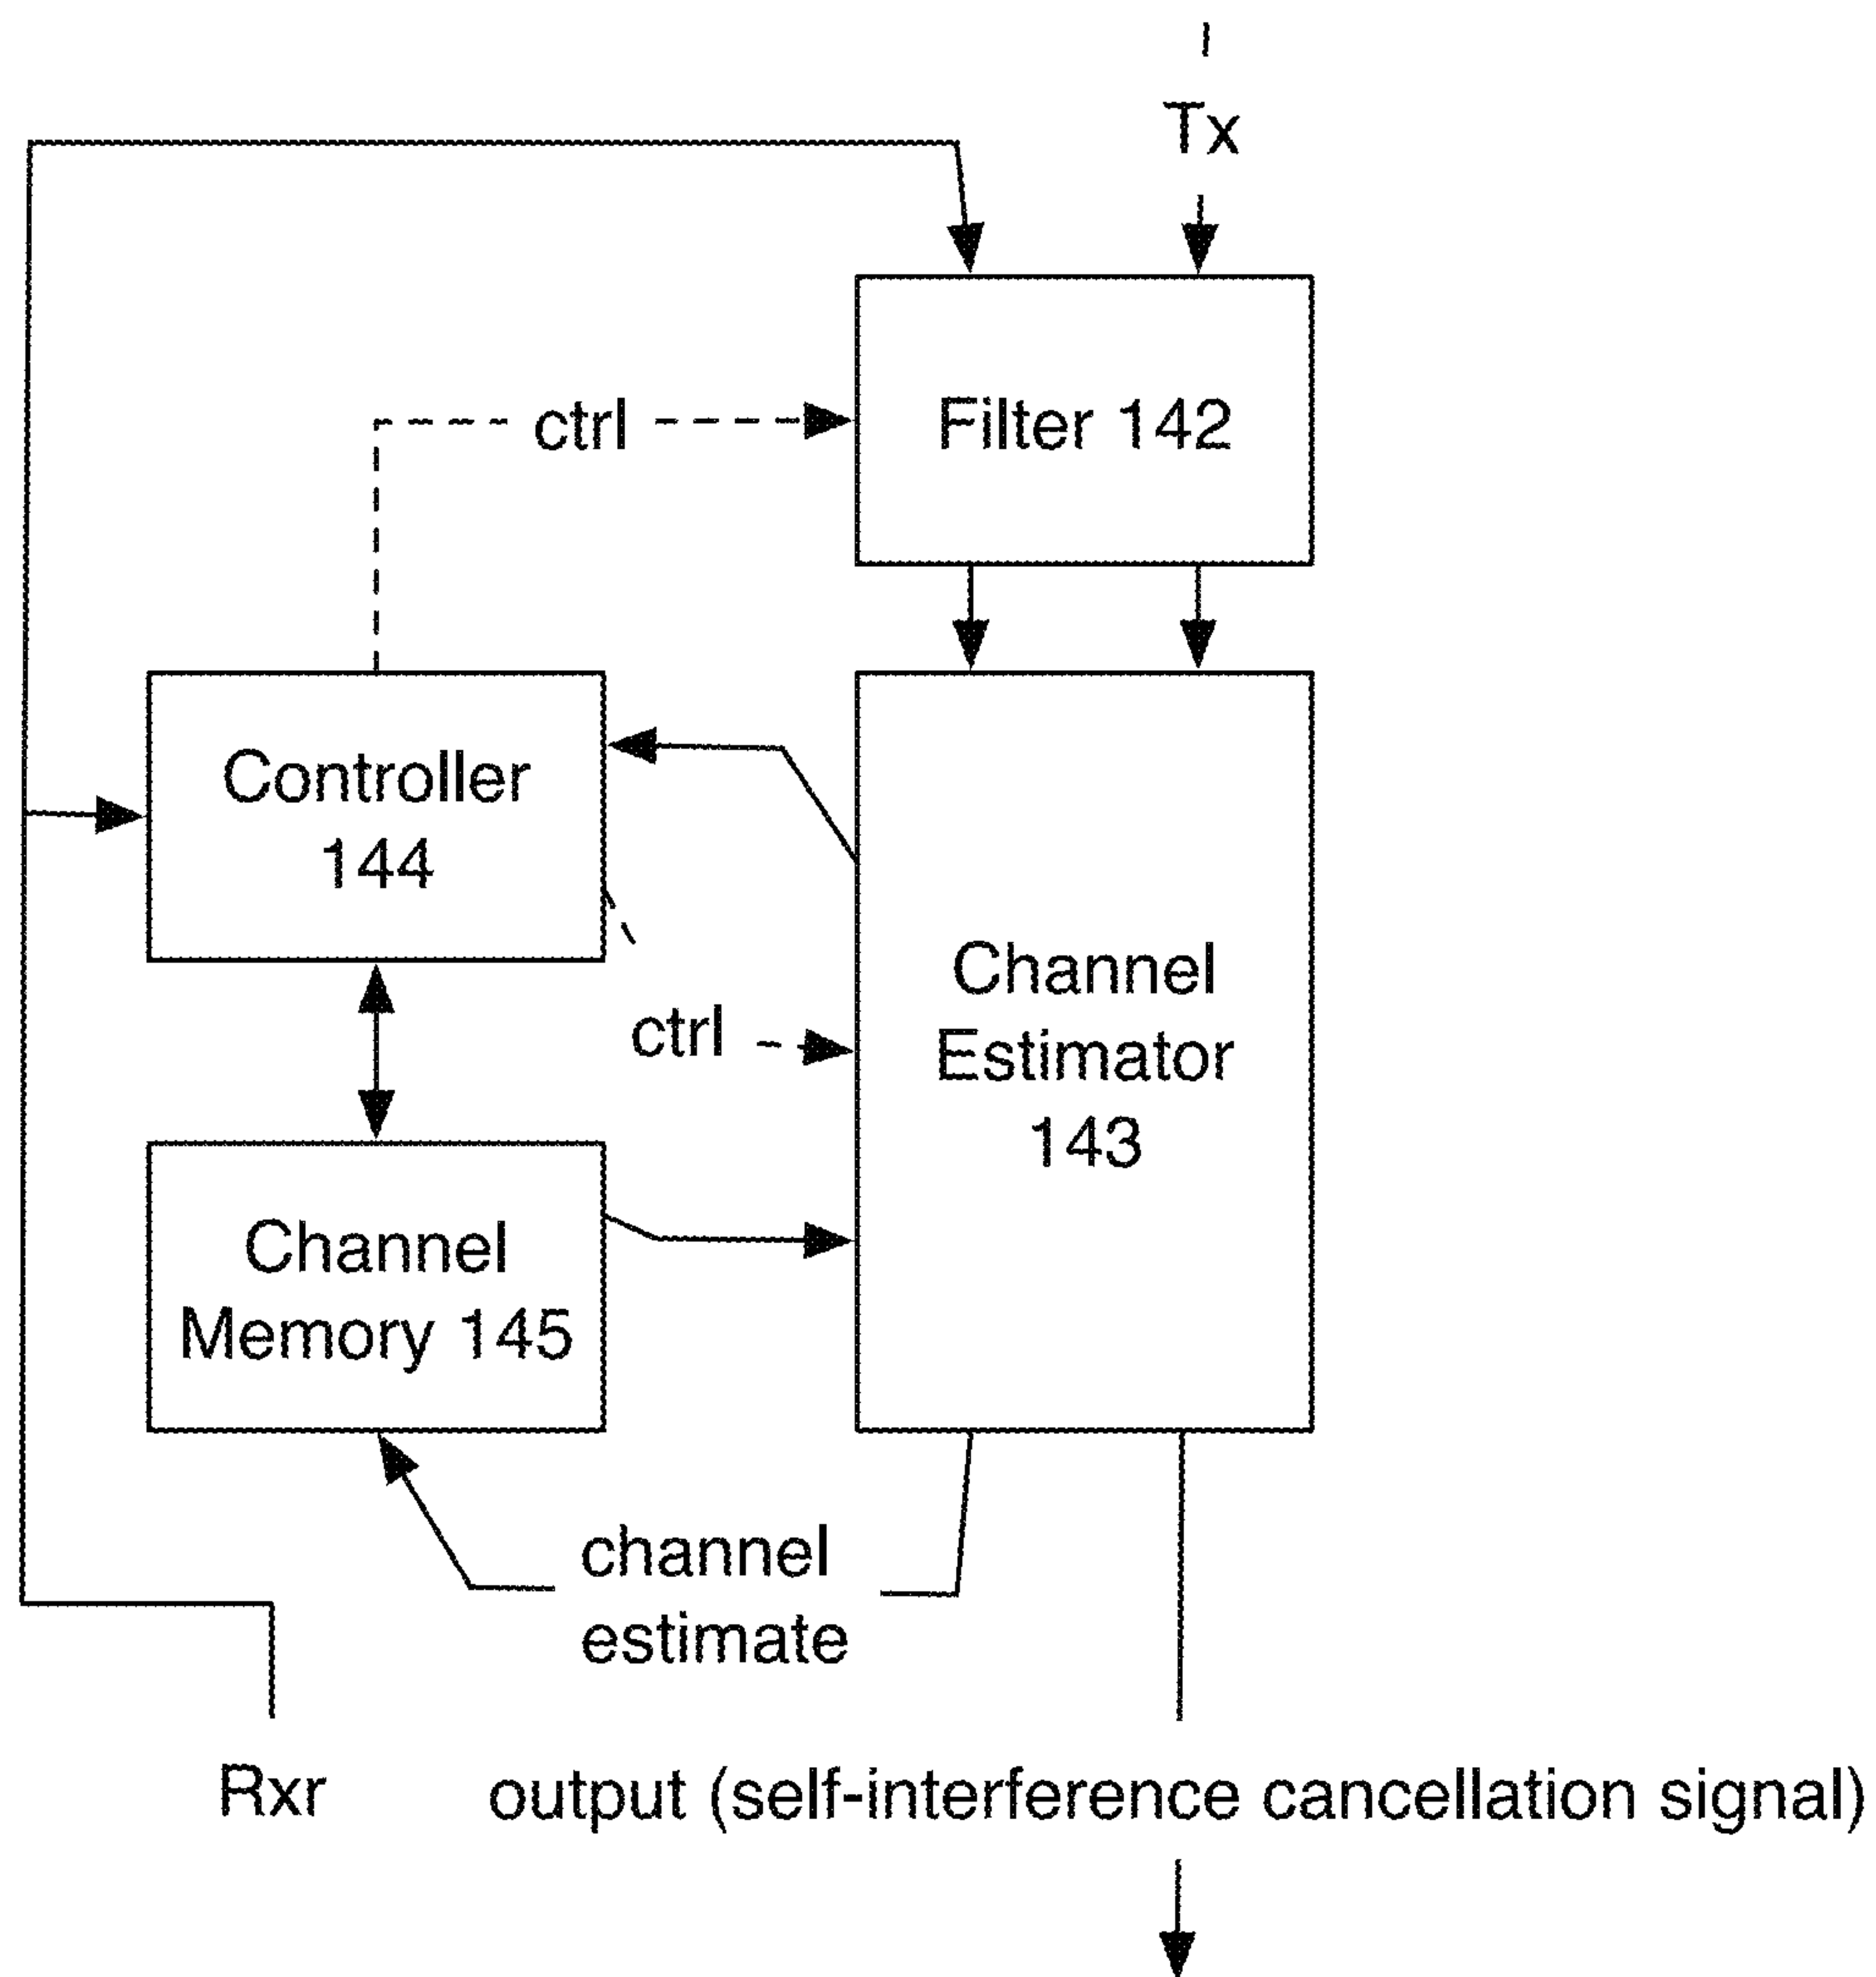 Tx
ctrl
Filter 142
Controller
144
Channel
Estimator
143
ctrl
Channel
Memory 145
channel
estimate
Rxr
output (self-interference cancellation signal)